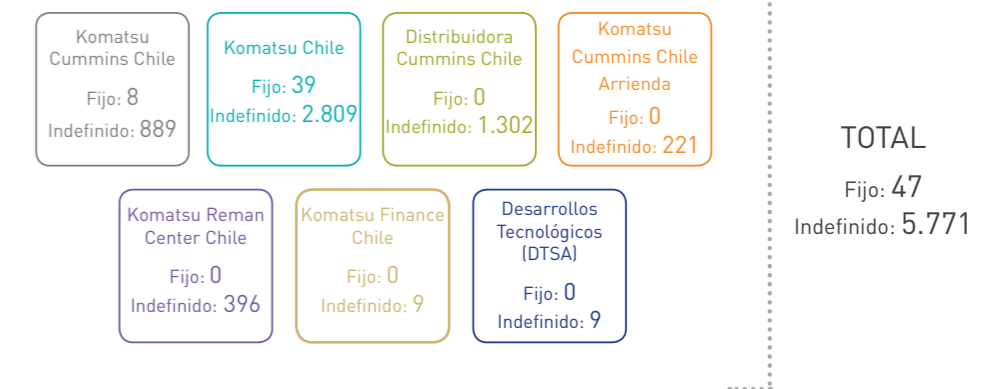 Komatsu
Cummins Chile
Fijo: 8
Indefinido: 889
Komatsu Chile
Fijo: 39
Indefinido: 2.809
Distribuidora
Cummins Chile
Fijo: 0
Indefinido: 1.302
Komatsu
Cummins Chile
Arrienda
Fijo: 0
Indefinido: 221
Komatsu Reman
Center Chile
Fijo: 0
Indefinido: 396
Komatsu Finance
Chile
Fijo: 0
Indefinido: 9
Desarrollos
Tecnológicos
(DTSA)
Fijo: 0
Indefinido: 9
TOTAL
Fijo: 47
Indefinido: 5.771